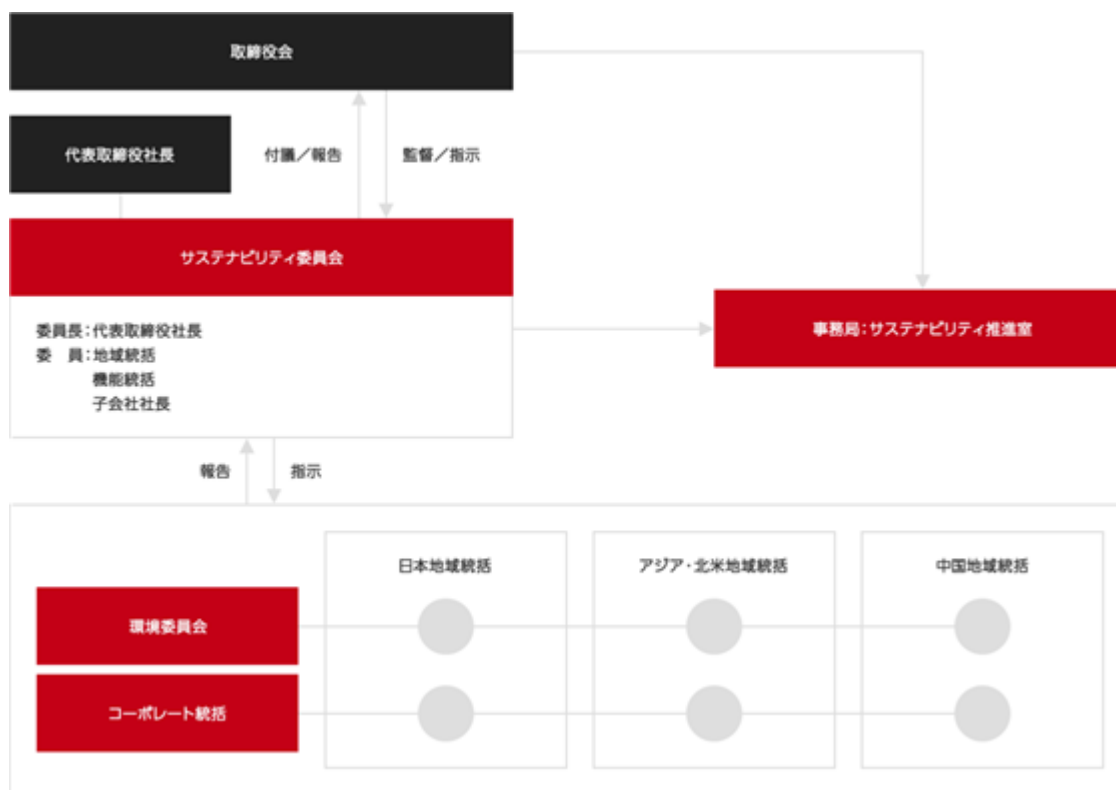 取締役会
代表取締役社長
付議／報告
監督／指示
サステナビリティ委員会
委員長：代表取締役社長
委　員：地域統括
機能統括
子会社社長
事務局：サステナビリティ推進室
報告
指示
日本地域統括
アジア・北米地域統括
中国地域統括
環境委員会
コーポレート統括